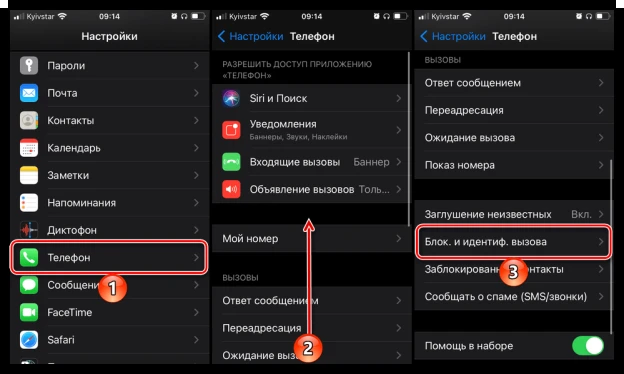 Kyivstar 09:14
Настройки
Пароли
Почта
Контакты
Календарь
Заметки
Напоминания
Диктофон
Телефон
Сообщени
1
FaceTime
Safari
Kyivstar 09:14
Настройки Телефон
РАЗРЕШИТЬ ДОСТУП ПРИЛОЖЕНИЮ
«ТЕЛЕФОН»
Siri и Поиск
Уведомления
Баннеры, Звуки, Наклейки
Входящие вызовы Баннер
Объявление вызовов Толь...
Мой номер
ВЫЗОВЫ
Ответ сообщением
Переадресация
Ожидание выз
2
Kyivstar 09:14
Настройки Телефон
ВЫЗОВЫ
Ответ сообщением
Переадресация
Ожидание вызова
Показ номера
Заглушение неизвестных Вкл.
Блок. и идентиф. вызова
Заблокирован онтакты
3
Сообщать о спаме (SMS/звонки)
Помощь в наборе